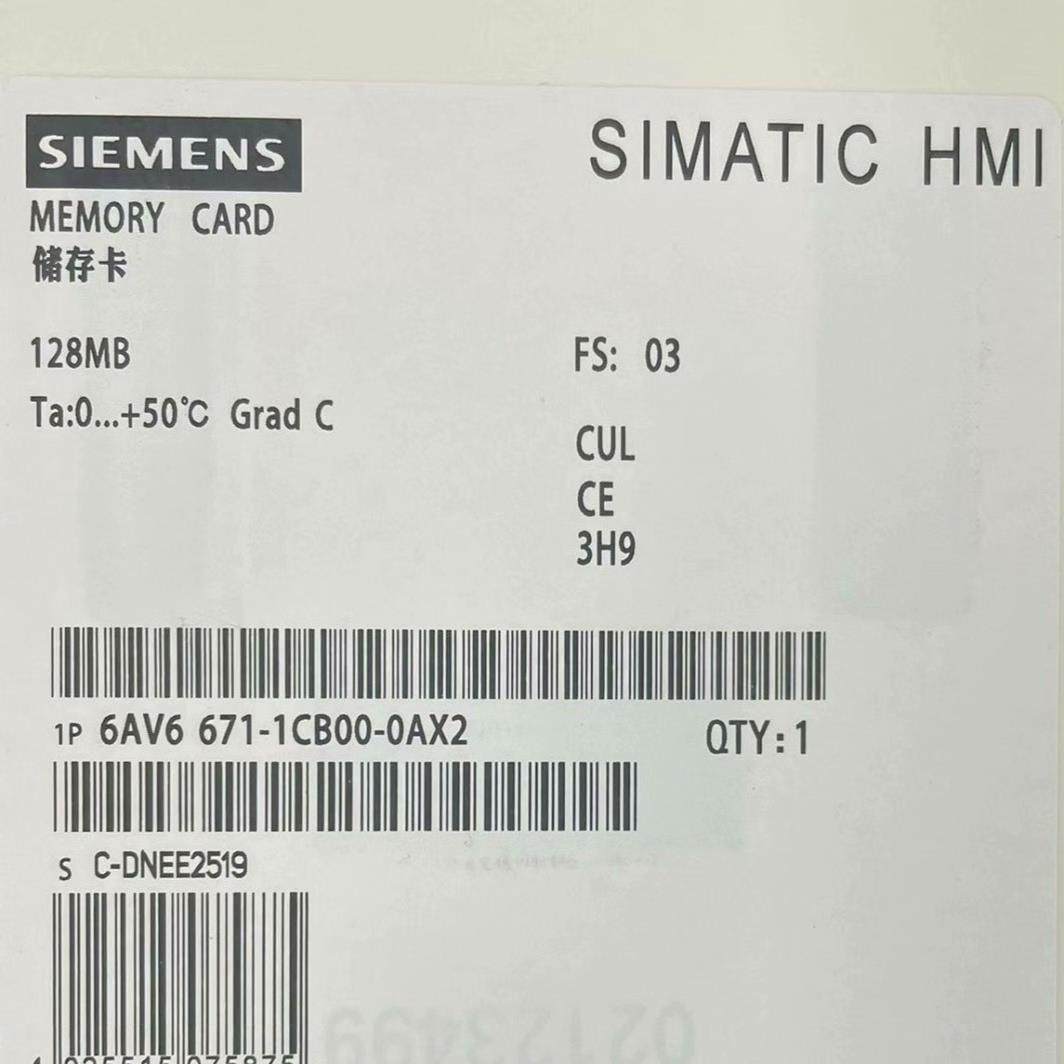 SIEMENS
SIMATIC HMI
MEMORY CARD
储存卡
128MB
FS: 03
Ta:0...+50℃ Grad C
CUL
CE
3H9
1P 6AV6 671-1CB00-0AX2
QTY:1
S C-DNEE2519